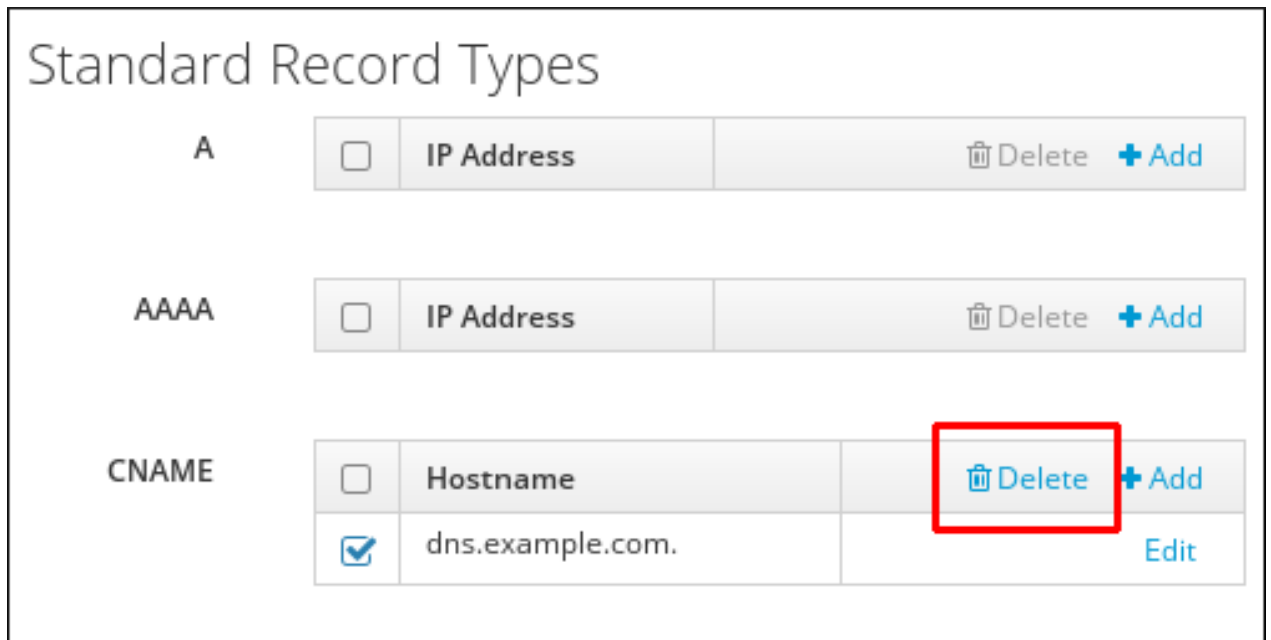 Standard Record Types
A
IP Address Delete Add
AAAA
IP Address Delete Add
CNAME
Hostname Delete Add
dns.example.com. Edit